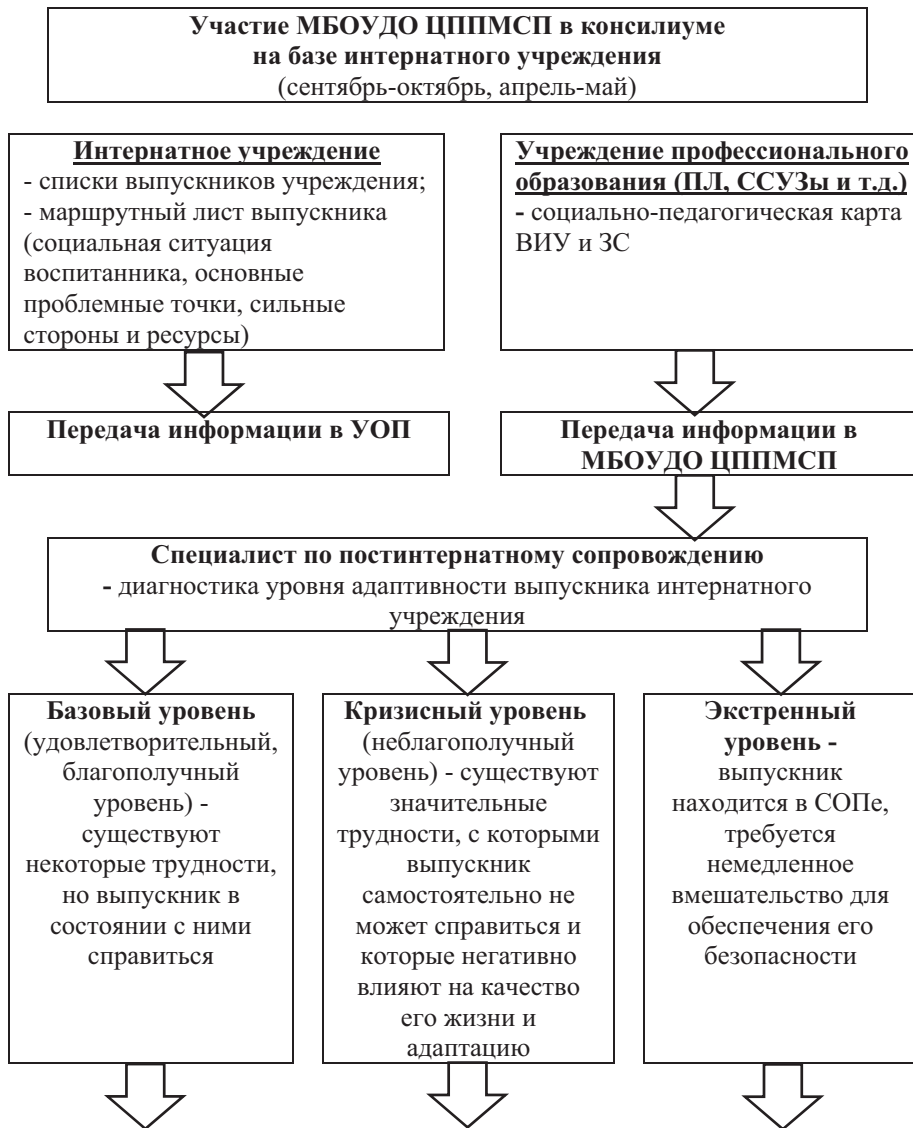 Участие МБОУДО ЦППМСП в консилиуме
на базе интернатного учреждения
(сентябрь-октябрь, апрель-май)
Интернатное учреждение
- списки выпускников учреждения;
- маршрутный лист выпускника
(социальная ситуация
воспитанника, основные
проблемные точки, сильные
стороны и ресурсы)
Учреждение профессионального
образования (ПЛ, ССУЗы и т.д.)
- социально-педагогическая карта
ВИУ и ЗС
Передача информации в УОП
Передача информации в
МБОУДО ЦППМСП
Специалист по постинтернатному сопровождению
- диагностика уровня адаптивности выпускника интернатного
учреждения
Базовый уровень
(удовлетворительный,
благополучный
уровень) -
существуют
некоторые трудности,
но выпускник в
состоянии с ними
справиться
Кризисный уровень
(неблагополучный
уровень) - существуют
значительные
трудности, с которыми
выпускник
самостоятельно не
может справиться и
которые негативно
влияют на качество
его жизни и
адаптацию
Экстренный
уровень -
выпускник
находится в СОПе,
требуется
немедленное
вмешательство для
обеспечения его
безопасности